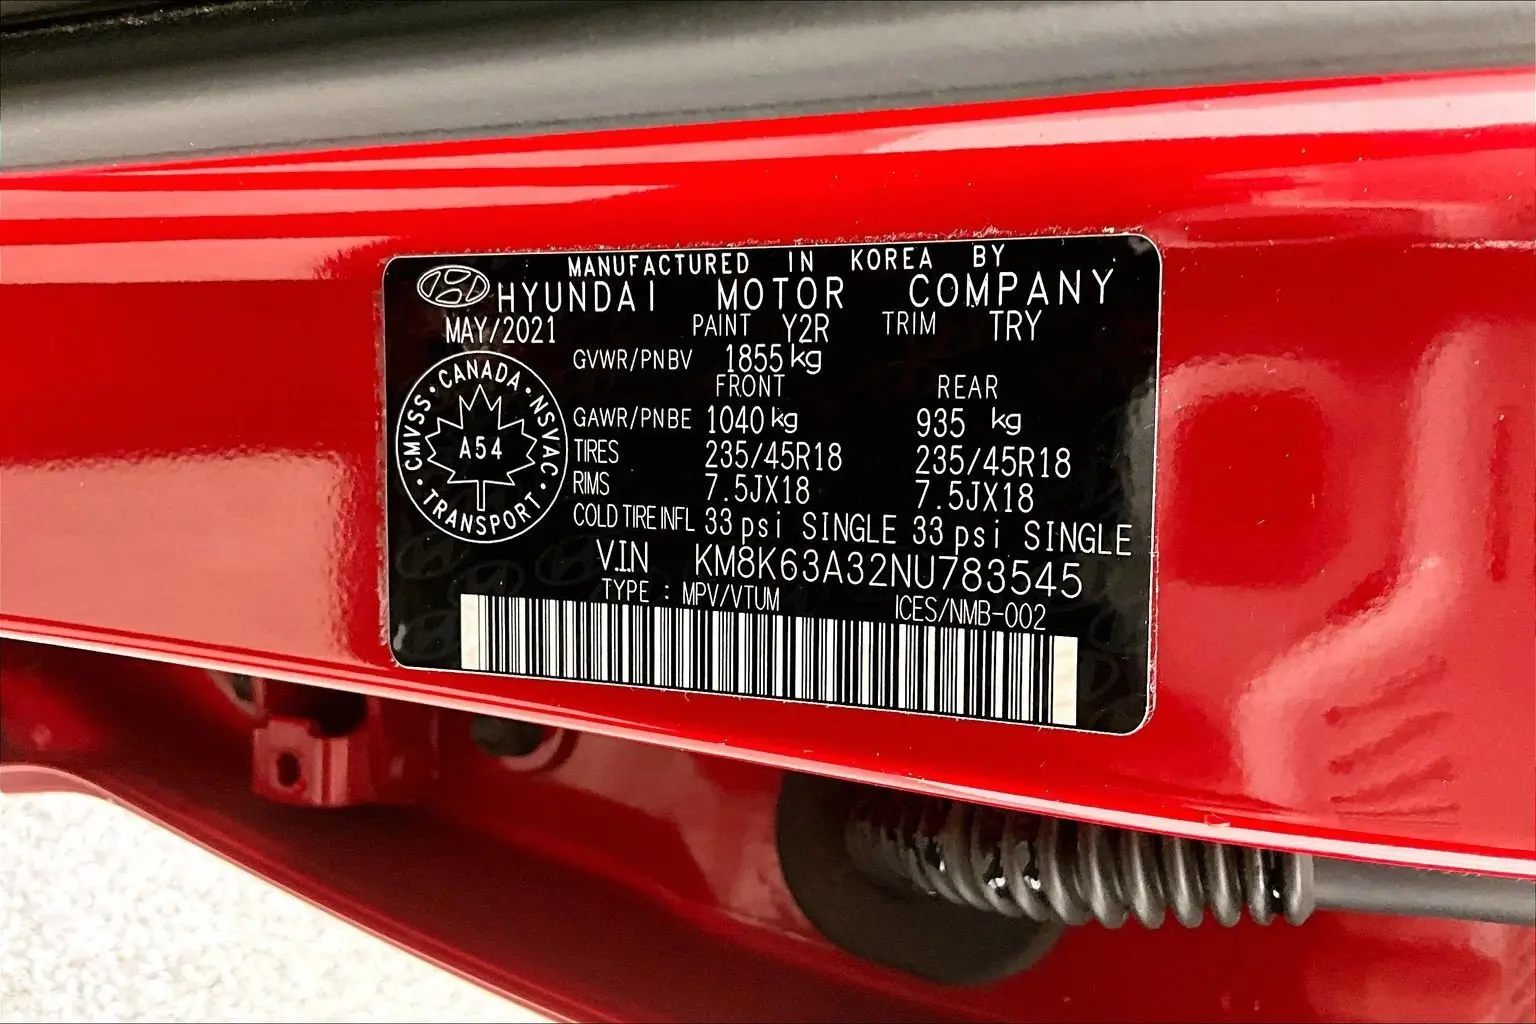 MANUFACTURED IN KOREA BY
HYUNDAI MOTOR COMPANY
MAY/2021 PAINT Y2R TRIM TRY
GVWR/PNBV 1855 kg
FRONT REAR
GAWR/PNBE 1040 kg 935 kg
TIRES 235/45R18 235/45R18
RIMS 7.5JX18 7.5JX18
COLD TIRE INFL 33 psi SINGLE 33 psi SINGLE
V.I.N KM8K63A32NU783545
TYPE : MPV/VTUM ICES/NMB-002
CMVSS • CANADA • NSVAC • TRANSPORT •
A54